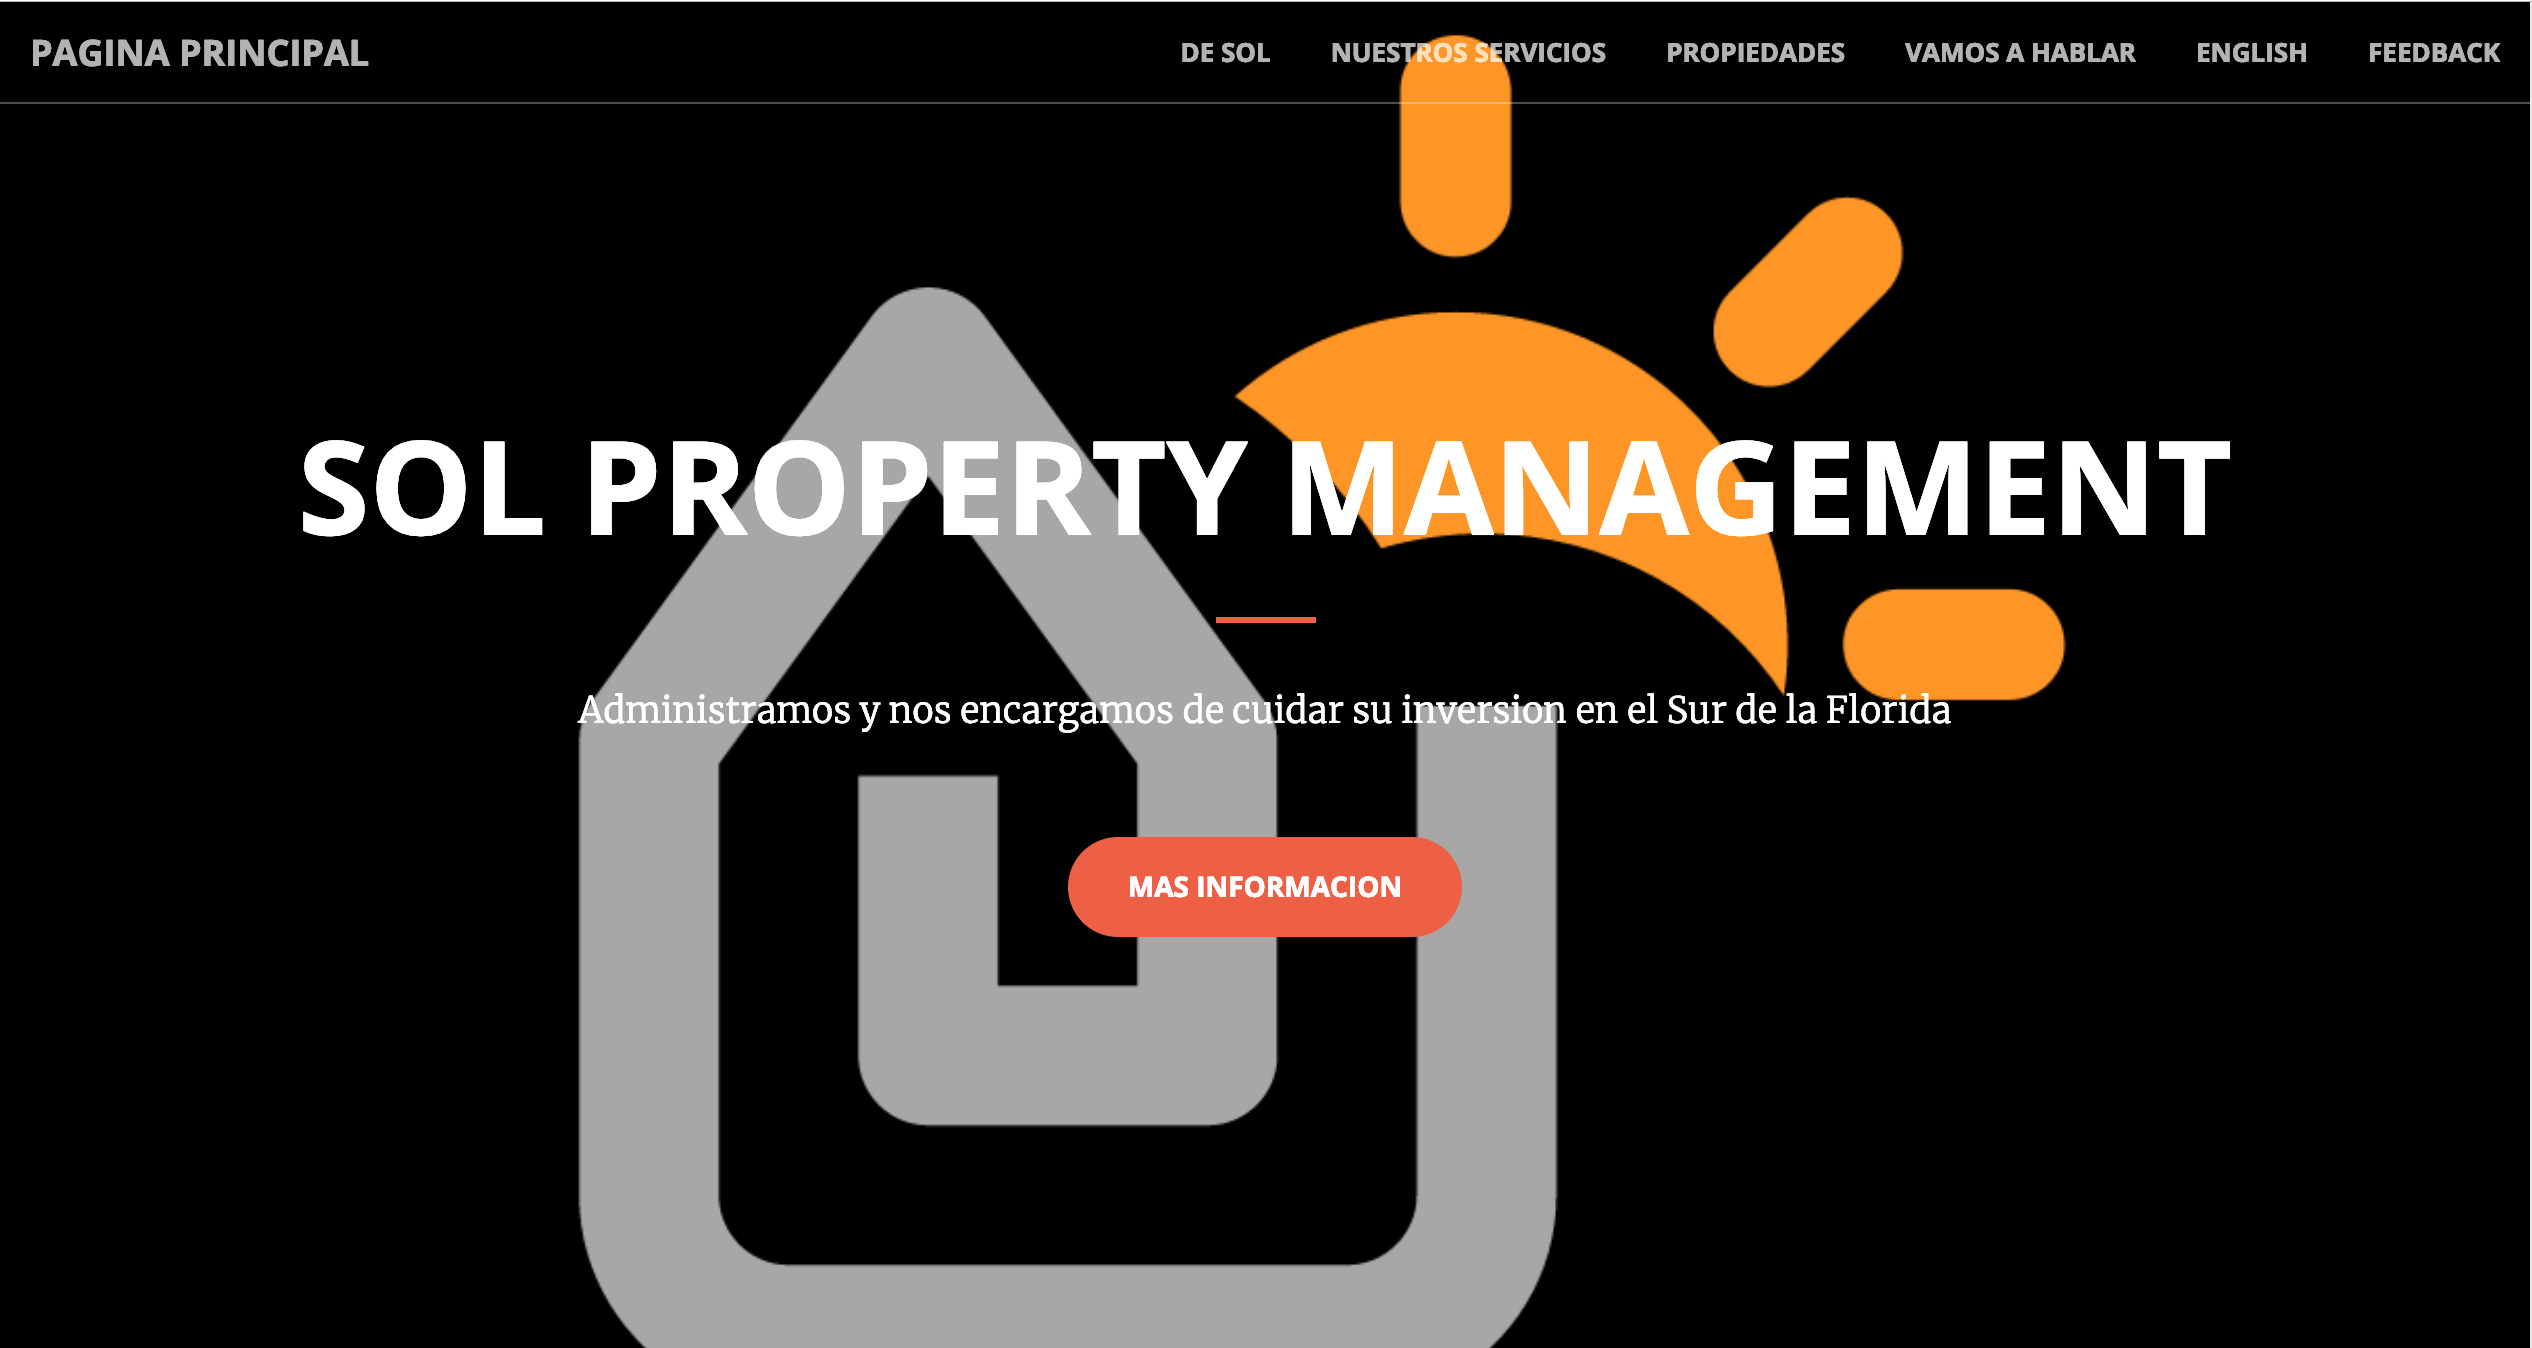 PAGINA PRINCIPAL
DE SOL NUESTROS SERVICIOS PROPIEDADES VAMOS A HABLAR ENGLISH FEEDBACK
SOL PROPERTY MANAGEMENT
Administramos y nos encargamos de cuidar su inversion en el Sur de la Florida
MAS INFORMACION